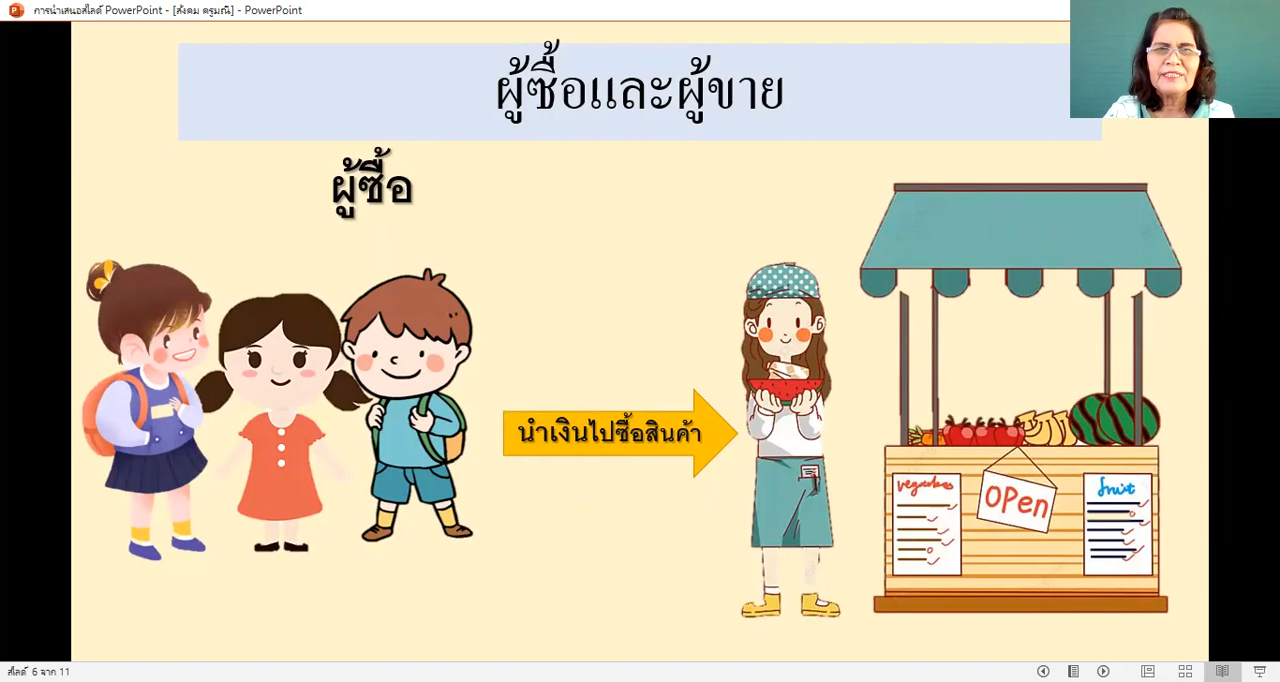 การนำเสนอสไลด์ PowerPoint - [สังคม ครูมณี] - PowerPoint
ผู้ซื้อและผู้ขาย
ผู้ซื้อ
นำเงินไปซื้อสินค้า
OPen
fruit
สไลด์ 6 จาก 11